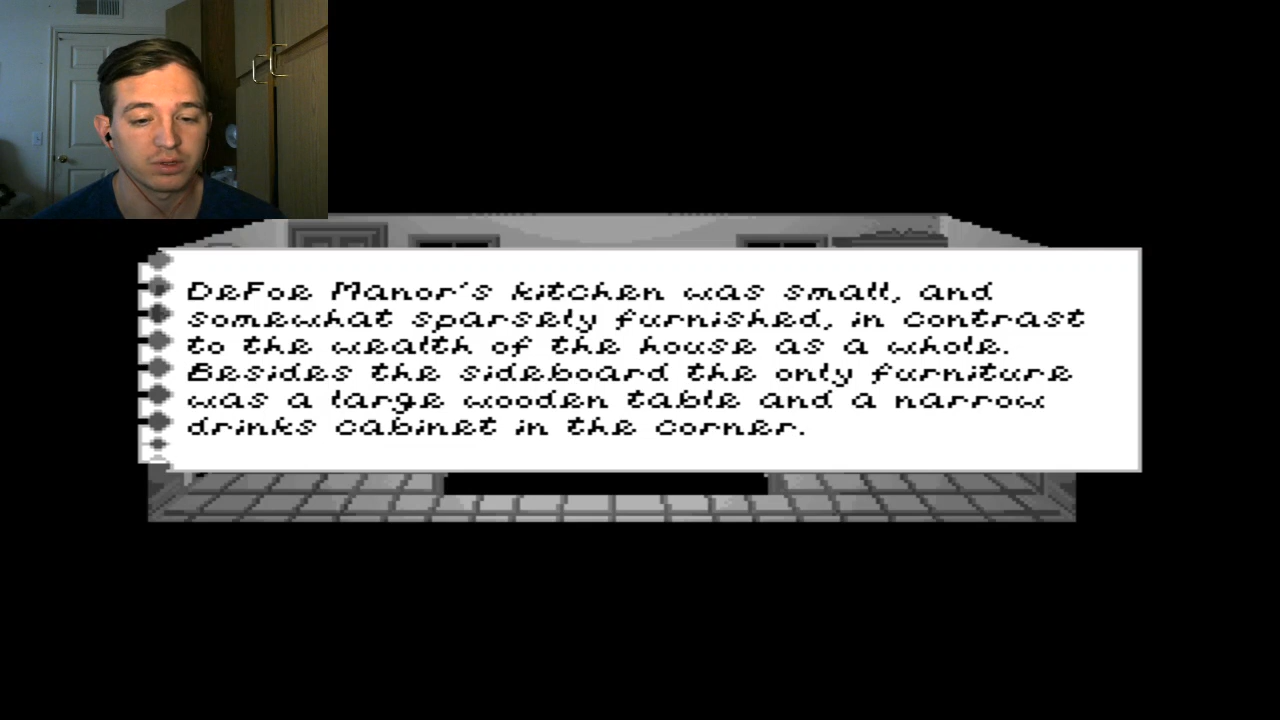 DeFoe Manor's kitchen was small, and
somewhat sparsely furnished, in contrast
to the wealth of the house as a whole.
Besides the sideboard the only furniture
was a large wooden table and a narrow
drinks cabinet in the corner.